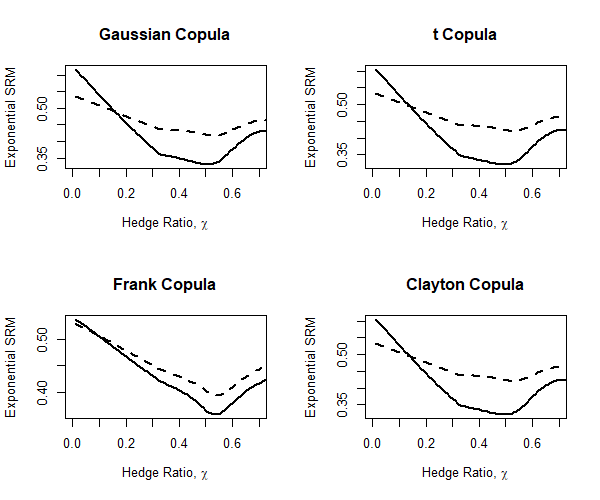 Gaussian Copula
Exponential SRM
0.35 0.50
0.0 0.2 0.4 0.6
Hedge Ratio, χ
t Copula
Exponential SRM
0.35 0.50
0.0 0.2 0.4 0.6
Hedge Ratio, χ
Frank Copula
Exponential SRM
0.40 0.50
0.0 0.2 0.4 0.6
Hedge Ratio, χ
Clayton Copula
Exponential SRM
0.35 0.50
0.0 0.2 0.4 0.6
Hedge Ratio, χ